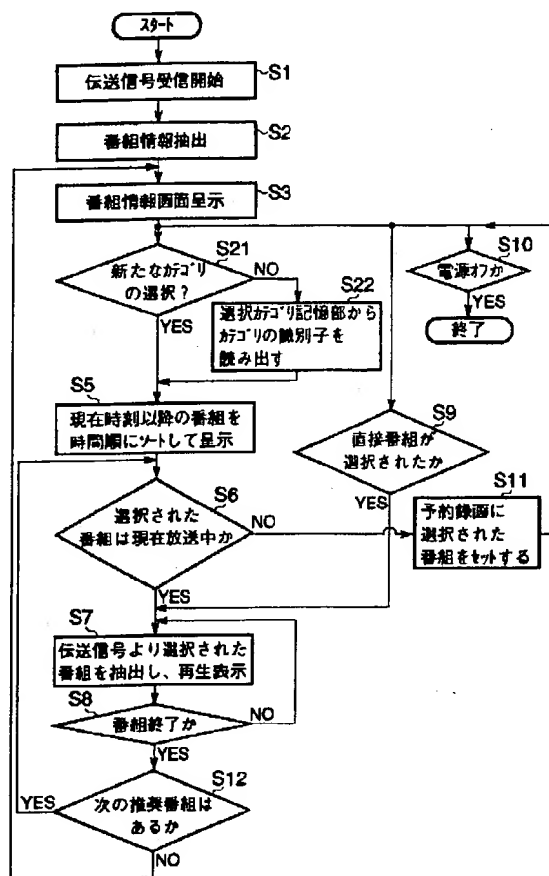 スタート
S1
伝送信号受信開始
S2
番組情報抽出
S3
番組情報画面呈示
S21
新たなカテゴリ
の選択?
NO
YES
S22
選択カテゴリ記憶部から
カテゴリの識別子を
読み出す
S10
電源オフか
YES
終了
S5
現在時刻以降の番組を
時間順にソートして呈示
S9
直接番組が
選択されたか
YES
S6
選択された
番組は現在放送中か
NO
YES
S11
予約録画に
選択された
番組をセットする
S7
伝送信号より選択された
番組を抽出し、再生表示
S8
番組終了か
NO
YES
S12
次の推奨番組は
あるか
YES
NO